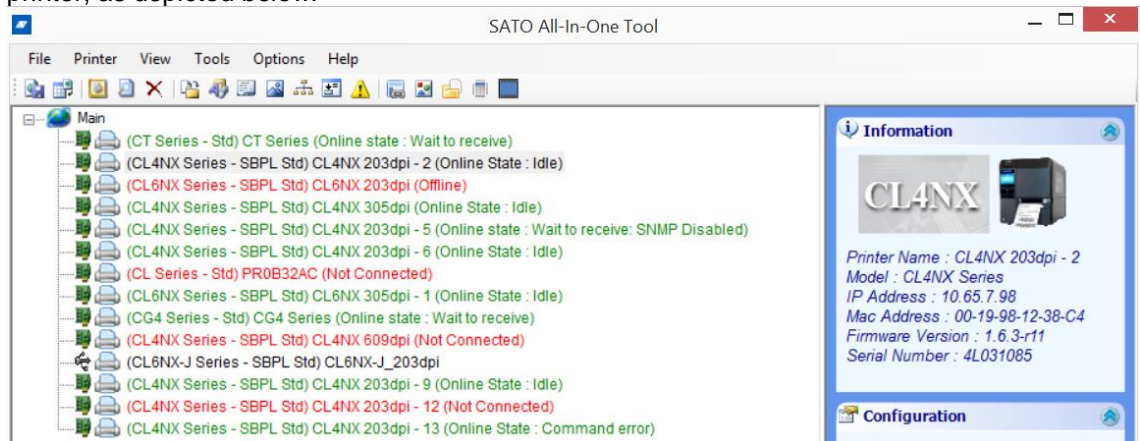 printer, as depicted below.
SATO All-In-One Tool
File Printer View Tools Options Help
Main
(CT Series - Std) CT Series (Online state : Wait to receive)
(CL4NX Series - SBPL Std) CL4NX 203dpi - 2 (Online State : Idle)
(CL6NX Series - SBPL Std) CL6NX 203dpi (Offline)
(CL4NX Series - SBPL Std) CL4NX 305dpi (Online State : Idle)
(CL4NX Series - SBPL Std) CL4NX 203dpi - 5 (Online state : Wait to receive: SNMP Disabled)
(CL4NX Series - SBPL Std) CL4NX 203dpi - 6 (Online State : Idle)
(CL Series - Std) PR0B32AC (Not Connected)
(CL6NX Series - SBPL Std) CL6NX 305dpi - 1 (Online State : Idle)
(CG4 Series - Std) CG4 Series (Online state : Wait to receive)
(CL4NX Series - SBPL Std) CL4NX 609dpi (Not Connected)
(CL6NX-J Series - SBPL Std) CL6NX-J_203dpi
(CL4NX Series - SBPL Std) CL4NX 203dpi - 9 (Online State : Idle)
(CL4NX Series - SBPL Std) CL4NX 203dpi - 12 (Not Connected)
(CL4NX Series - SBPL Std) CL4NX 203dpi - 13 (Online State : Command error)
Information
CL4NX
Printer Name : CL4NX 203dpi - 2
Model : CL4NX Series
IP Address : 10.65.7.98
Mac Address : 00-19-98-12-38-C4
Firmware Version : 1.6.3-r11
Serial Number : 4L031085
Configuration